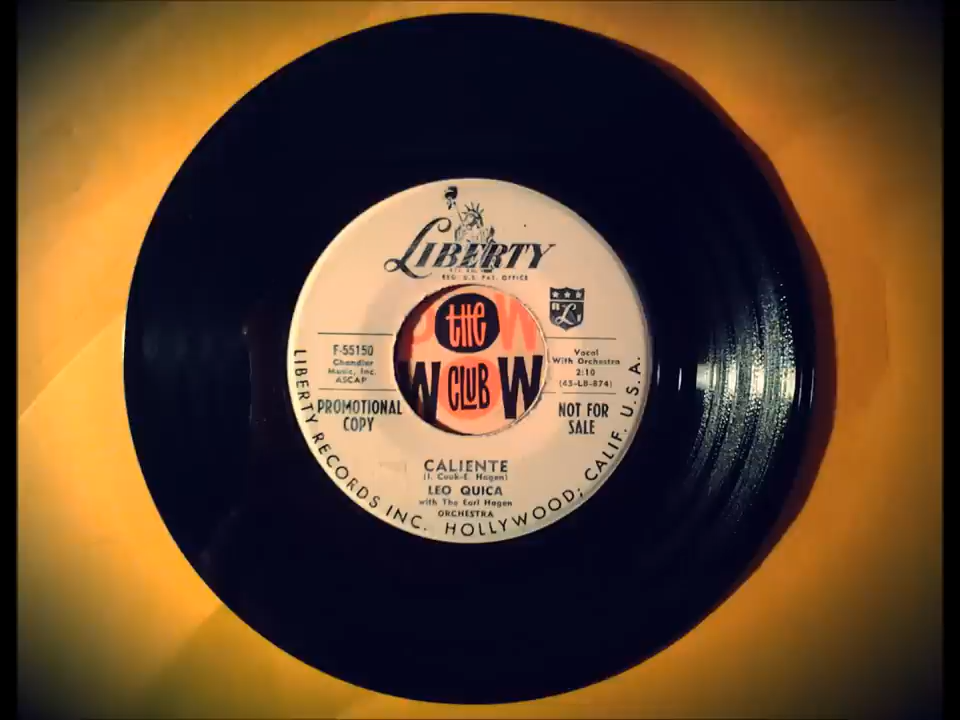 LIBERTY
REG. U.S. PAT. OFFICE
the
WOW
CLUB
F-55150
Chandler
Music, Inc.
ASCAP
PROMOTIONAL
COPY
Vocal
With Orchestra
2:10
(45-LB-874)
NOT FOR
SALE
CALIENTE
(I. Cook-E. Hagen)
LEO QUICA
with The Earl Hagen
ORCHESTRA
LIBERTY RECORDS INC. HOLLYWOOD, CALIF. U.S.A.